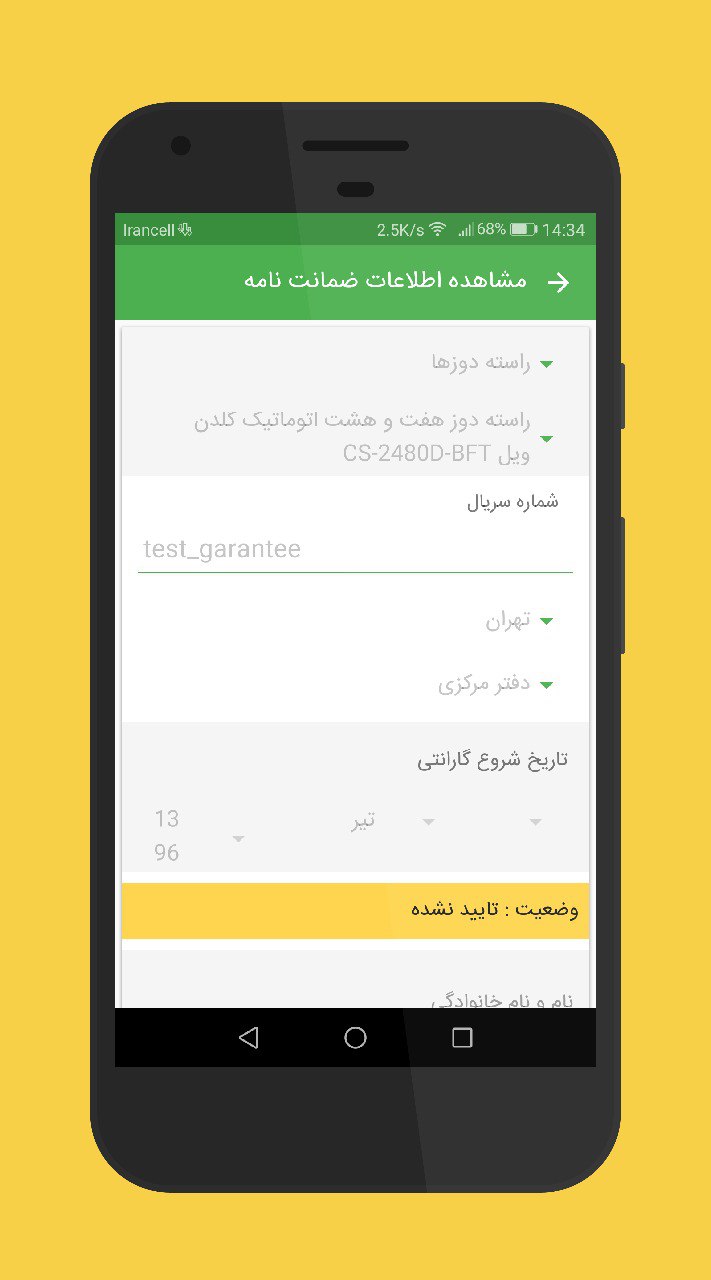 Irancell 2.5K/s 68% 14:34
مشاهده اطلاعات ضمانت نامه
راسته دوزها
راسته دوز هفت و هشت اتوماتیک کلدن
ویل CS-2480D-BFT
شماره سریال
test_garantee
تهران
دفتر مرکزی
تاریخ شروع گارانتی
تیر 13
96
وضعیت : تایید نشده
نام و نام خانوادگی